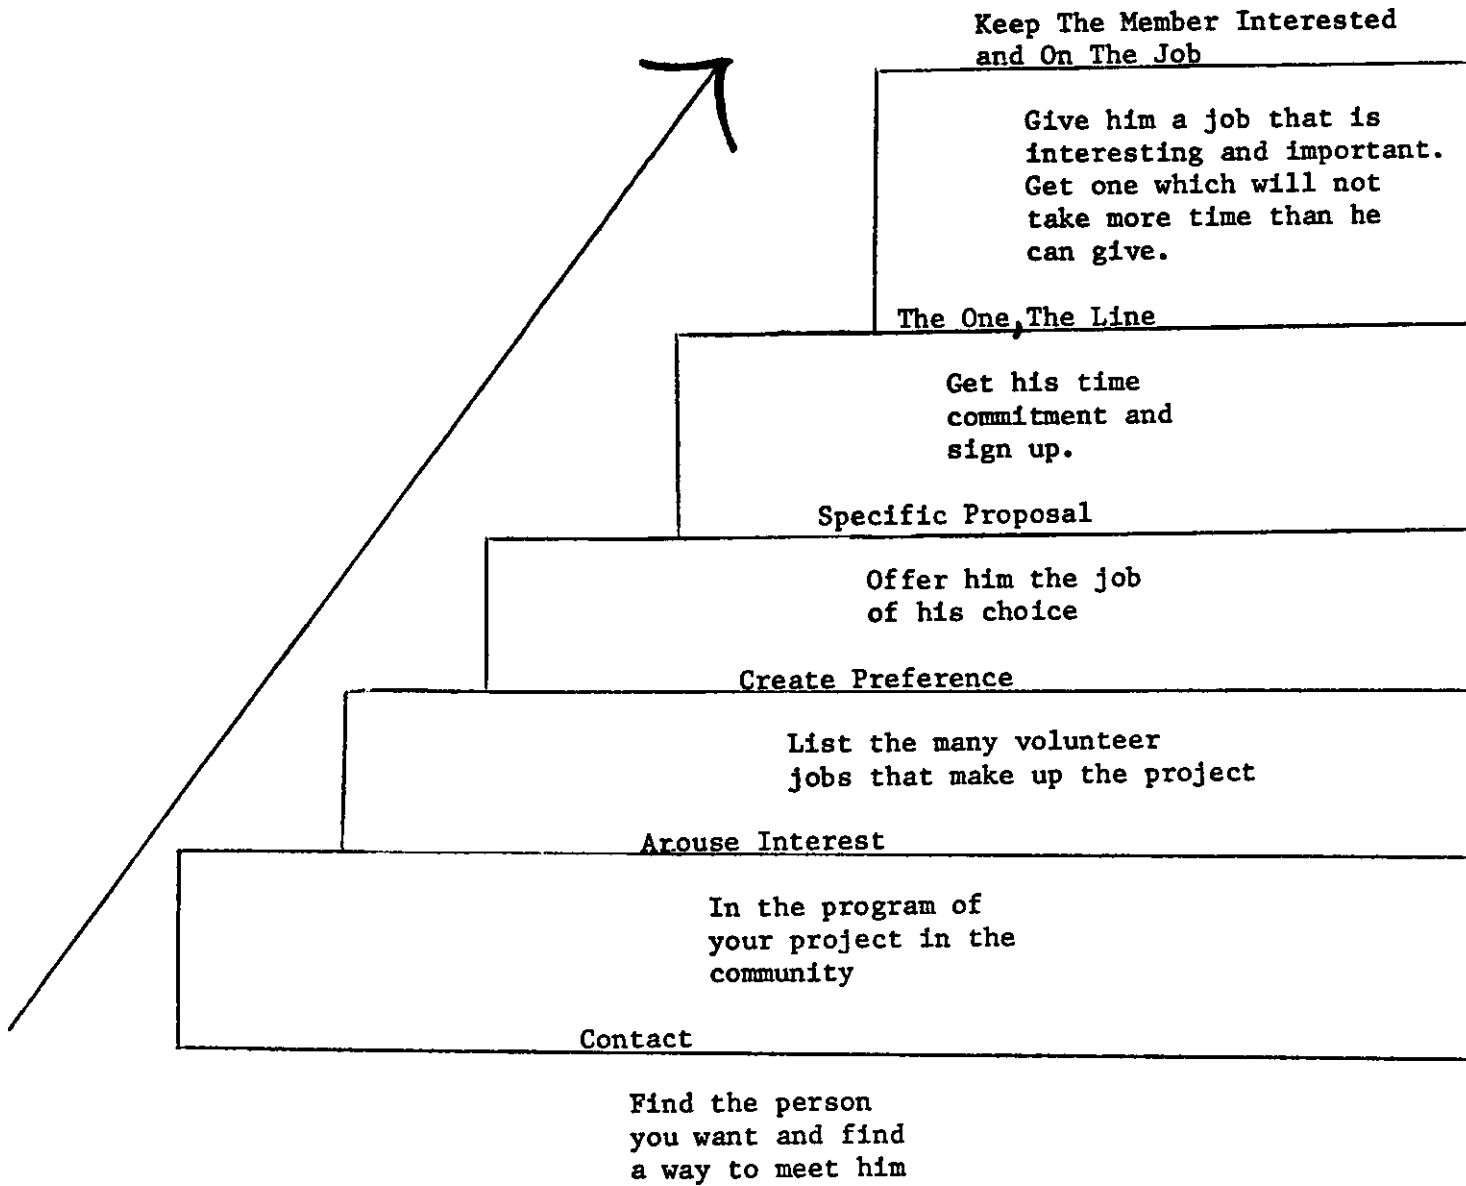 Keep The Member Interested
and On The Job
Give him a job that is
interesting and important.
Get one which will not
take more time than he
can give.
The One, The Line
Get his time
commitment and
sign up.
Specific Proposal
Offer him the job
of his choice
Create Preference
List the many volunteer
jobs that make up the project
Arouse Interest
In the program of
your project in the
community
Contact
Find the person
you want and find
a way to meet him